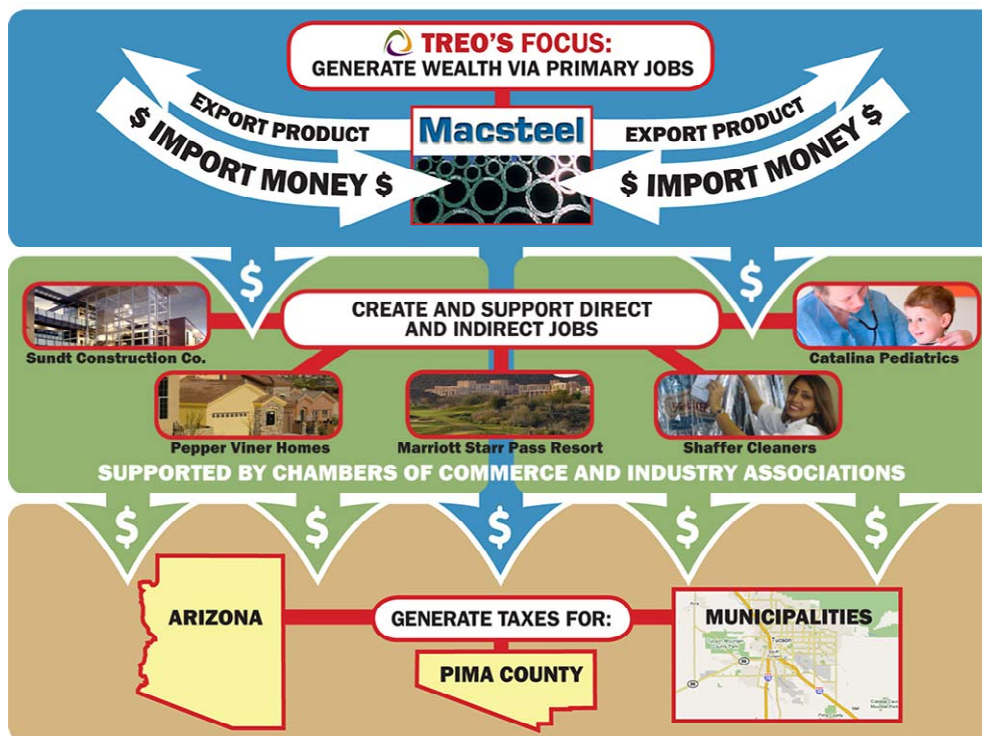 TREO'S FOCUS:
GENERATE WEALTH VIA PRIMARY JOBS
EXPORT PRODUCT
$ IMPORT MONEY $
Macsteel
EXPORT PRODUCT
$ IMPORT MONEY $
$
$
CREATE AND SUPPORT DIRECT
AND INDIRECT JOBS
Sundt Construction Co.
Catalina Pediatrics
Pepper Viner Homes
Marriott Starr Pass Resort
Shaffer Cleaners
SUPPORTED BY CHAMBERS OF COMMERCE AND INDUSTRY ASSOCIATIONS
$
$
$
$
$
ARIZONA
GENERATE TAXES FOR:
PIMA COUNTY
MUNICIPALITIES
Tucson